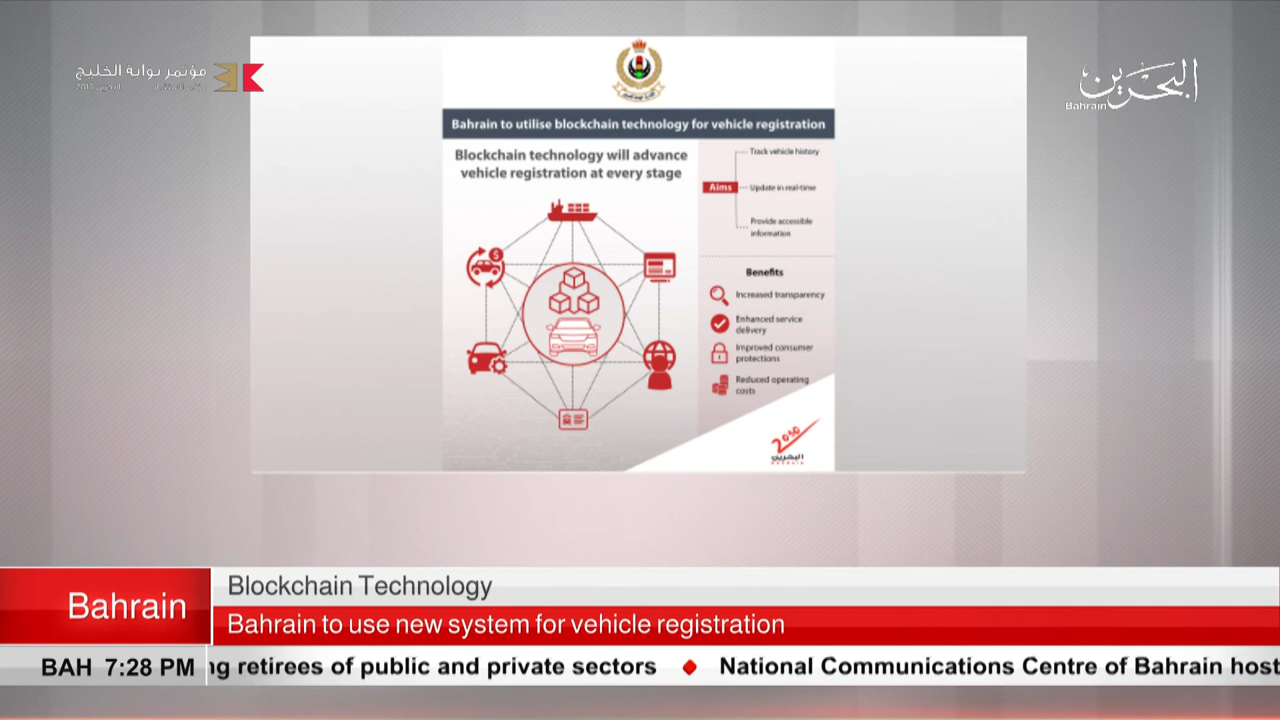 مؤتمر بوابة الخليج
البحرين
Bahrain
Bahrain to utilise blockchain technology for vehicle registration
Blockchain technology will advance
vehicle registration at every stage
Track vehicle history
Aims
Update in real-time
Provide accessible
information
Benefits
Increased transparency
Enhanced service
delivery
Improved consumer
protections
Reduced operating
costs
2050
البحرين
BAHRAIN
Bahrain
Blockchain Technology
Bahrain to use new system for vehicle registration
BAH 7:28 PM
ng retirees of public and private sectors
National Communications Centre of Bahrain host